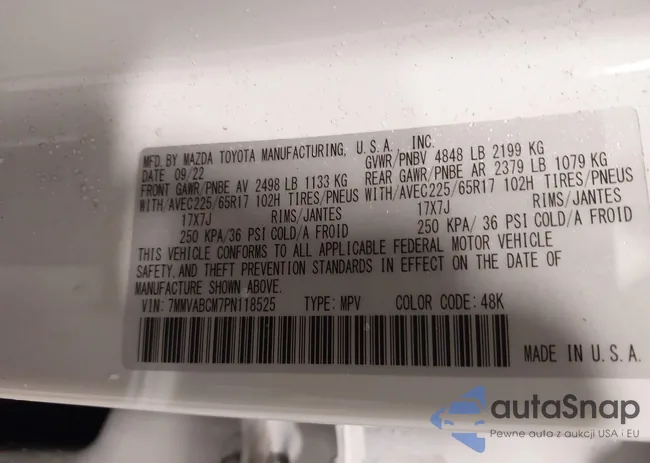 MFD. BY MAZDA TOYOTA MANUFACTURING, U.S.A., INC.
DATE 09/22 GVWR/PNBV 4848 LB 2199 KG
FRONT GAWR/PNBE AV 2498 LB 1133 KG REAR GAWR/PNBE AR 2379 LB 1079 KG
WITH/AVEC225/65R17 102H TIRES/PNEUS WITH/AVEC225/65R17 102H TIRES/PNEUS
17X7J RIMS/JANTES 17X7J RIMS/JANTES
250 KPA/36 PSI COLD/A FROID 250 KPA/ 36 PSI COLD/A FROID
THIS VEHICLE CONFORMS TO ALL APPLICABLE FEDERAL MOTOR VEHICLE
SAFETY, AND THEFT PREVENTION STANDARDS IN EFFECT ON THE DATE OF
MANUFACTURE SHOWN ABOVE.
VIN: 7MMVABCM7PN118525 TYPE: MPV COLOR CODE: 48K
MADE IN U.S.A.
autaSnap
Pewne auta z aukcji USA i EU